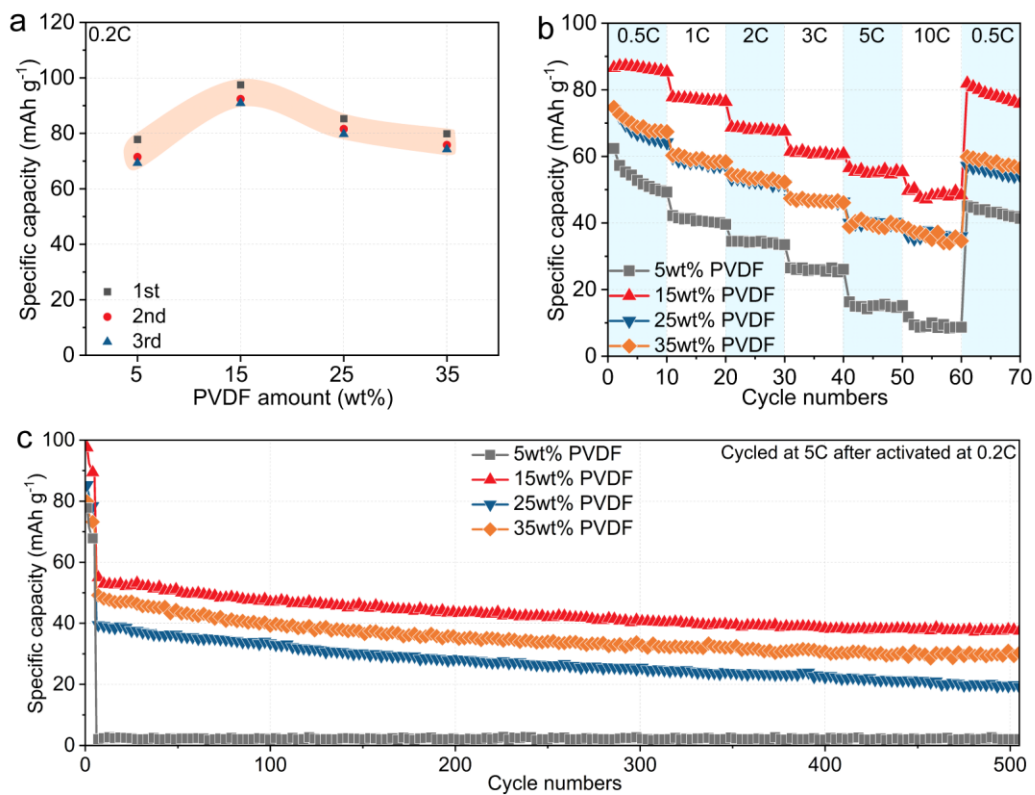 a
0.2C
Specific capacity (mAh g⁻¹)
120
100
80
60
40
20
0
1st
2nd
3rd
5
15
25
35
PVDF amount (wt%)
b
0.5C 1C 2C 3C 5C 10C 0.5C
Specific capacity (mAh g⁻¹)
100
80
60
40
20
0
5wt% PVDF
15wt% PVDF
25wt% PVDF
35wt% PVDF
0 10 20 30 40 50 60 70
Cycle numbers
c
Cycled at 5C after activated at 0.2C
Specific capacity (mAh g⁻¹)
100
80
60
40
20
0
5wt% PVDF
15wt% PVDF
25wt% PVDF
35wt% PVDF
0 100 200 300 400 500
Cycle numbers